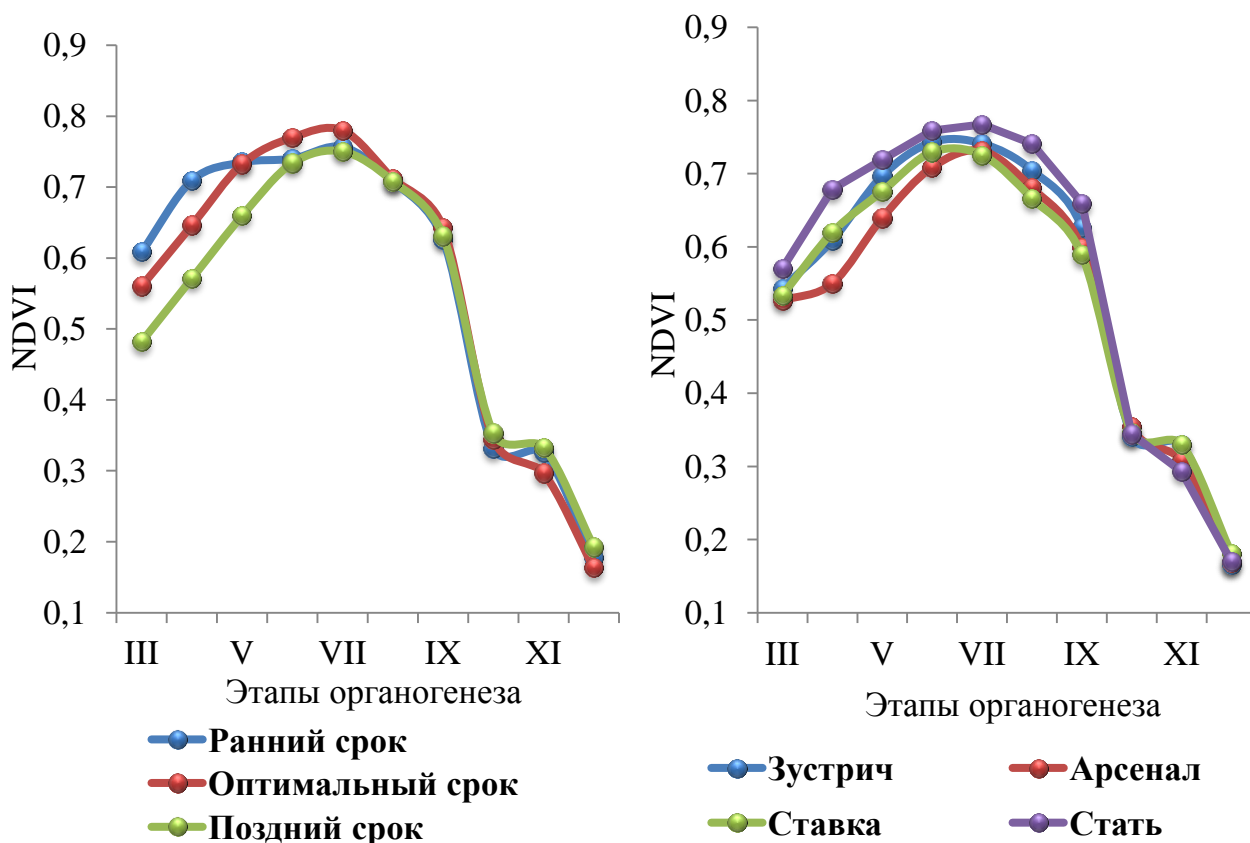 0,9
0,8
0,7
0,6
0,5
0,4
0,3
0,2
0,1
NDVI
III V VII IX XI
Этапы органогенеза
Ранний срок
Оптимальный срок
Поздний срок
0,9
0,8
0,7
0,6
0,5
0,4
0,3
0,2
0,1
NDVI
III V VII IX XI
Этапы органогенеза
Зустрич Арсенал
Ставка Стать